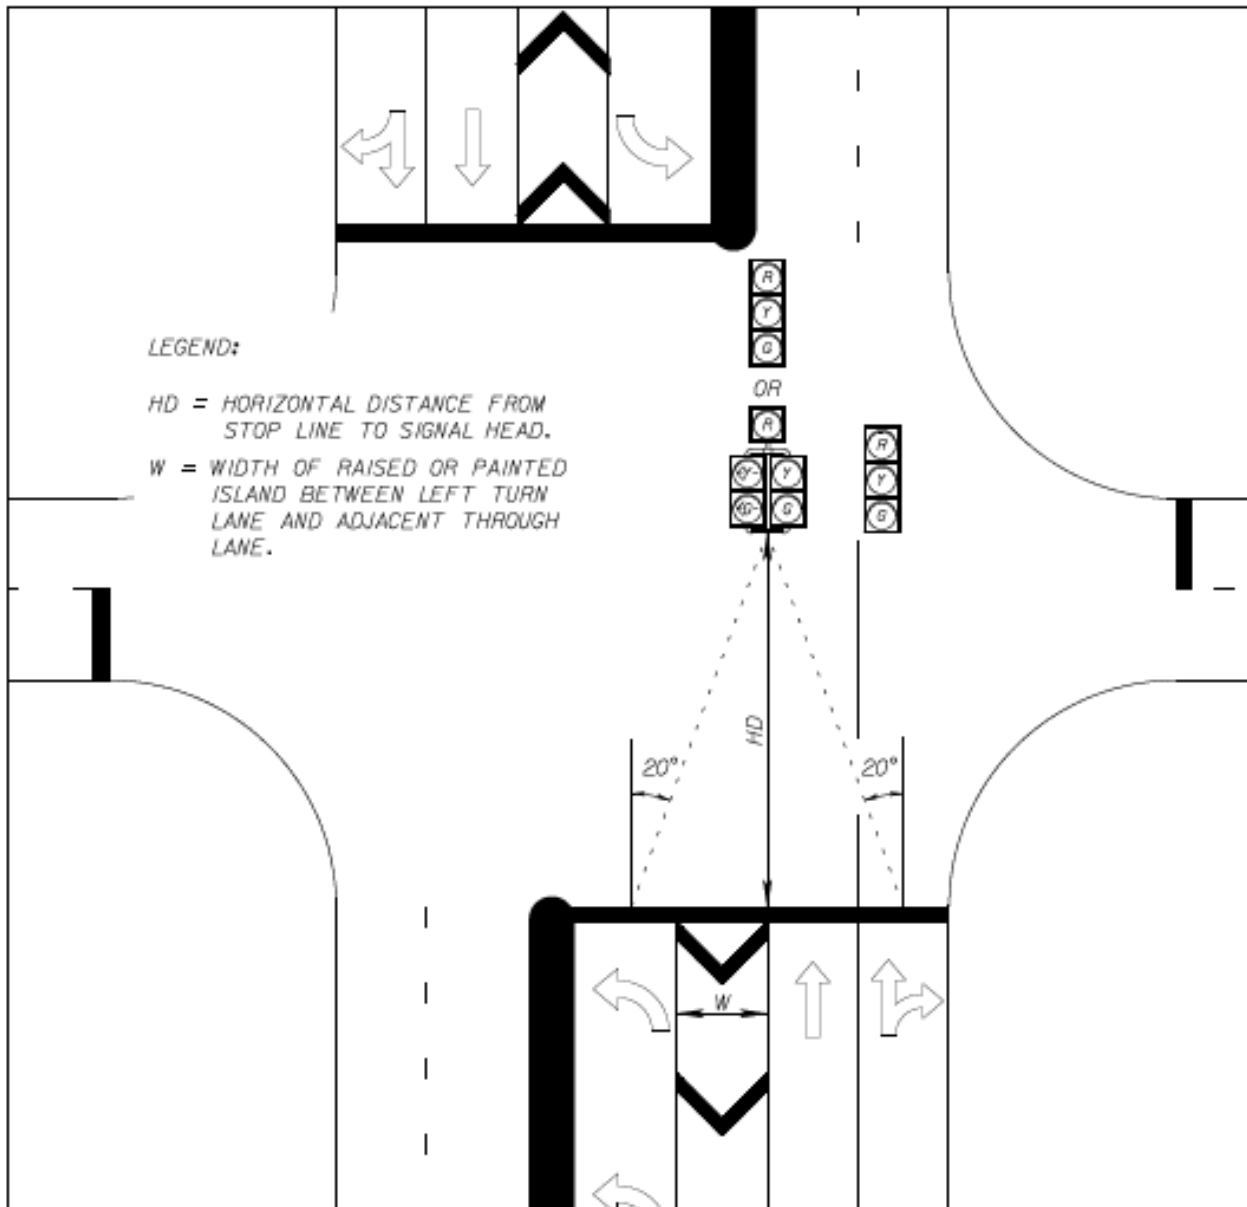 R
Y
G
OR
R
Y
G
G
R
Y
G
LEGEND:
HD = HORIZONTAL DISTANCE FROM
STOP LINE TO SIGNAL HEAD.
W = WIDTH OF RAISED OR PAINTED
ISLAND BETWEEN LEFT TURN
LANE AND ADJACENT THROUGH
LANE.
HD
20°
20°
W